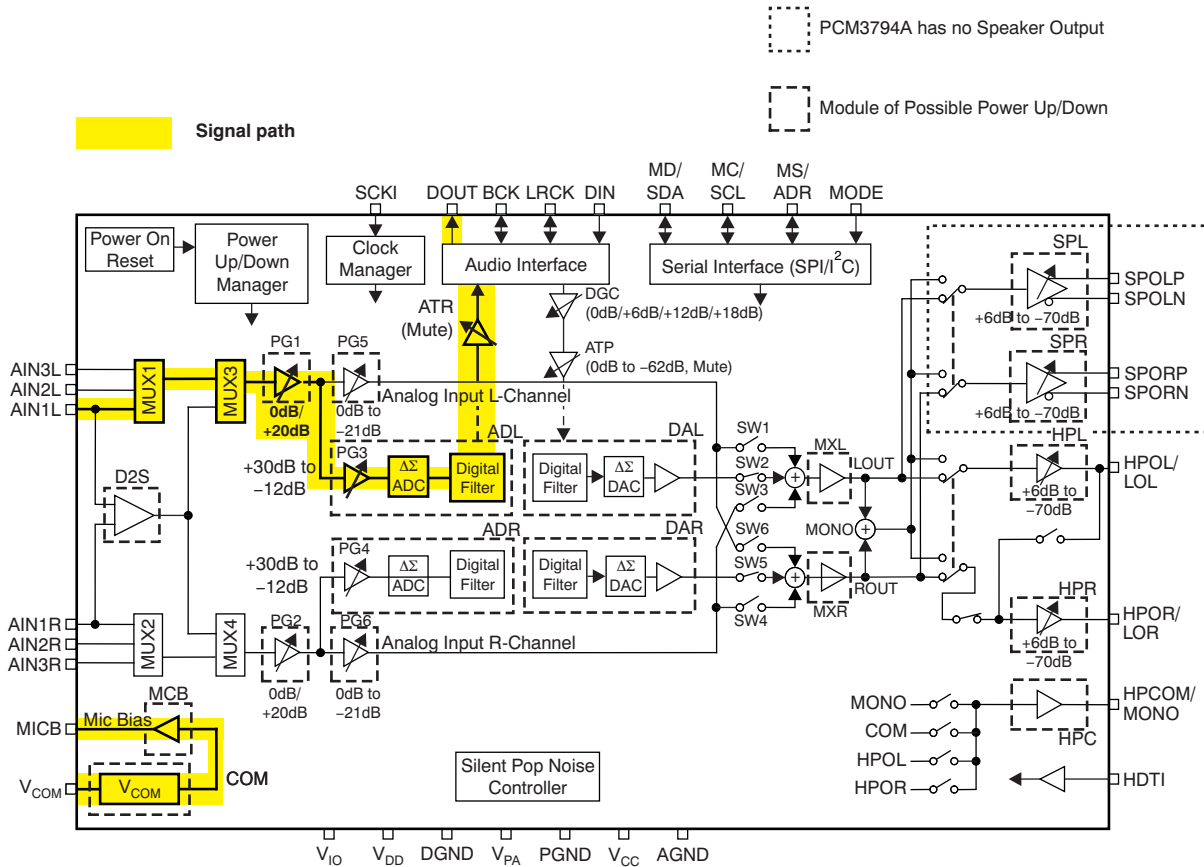 PCM3794A has no Speaker Output
Module of Possible Power Up/Down
Signal path
SCKI
DOUT
BCK
LRCK
DIN
MD/
SDA
MC/
SCL
MS/
ADR
MODE
Power On
Reset
Power
Up/Down
Manager
Clock
Manager
Audio Interface
Serial Interface (SPI/I²C)
ATR
(Mute)
DGC
(0dB/+6dB/+12dB/+18dB)
ATP
(0dB to −62dB, Mute)
SPL
+6dB to −70dB
SPOLP
SPOLN
SPR
+6dB to −70dB
SPORP
SPORN
AIN3L
AIN2L
AIN1L
MUX1
MUX3
PG1
0dB/
+20dB
PG5
0dB to
−21dB
Analog Input L-Channel
ADL
PG3
+30dB to
−12dB
ΔΣ
ADC
Digital
Filter
DAL
Digital
Filter
ΔΣ
DAC
SW1
SW2
SW3
SW6
SW5
SW4
MXL
LOUT
MONO
MXR
ROUT
HPL
+6dB to
−70dB
HPOL/
LOL
D2S
ADR
PG4
+30dB to
−12dB
ΔΣ
ADC
Digital
Filter
DAR
Digital
Filter
ΔΣ
DAC
AIN1R
AIN2R
AIN3R
MUX2
MUX4
PG2
0dB/
+20dB
PG6
0dB to
−21dB
Analog Input R-Channel
HPR
+6dB to
−70dB
HPOR/
LOR
MCB
MICB
Mic Bias
COM
VCOM
VCOM
Silent Pop Noise
Controller
MONO
COM
HPOL
HPOR
HPC
HPCOM/
MONO
HDTI
VIO
VDD
DGND
VPA
PGND
VCC
AGND